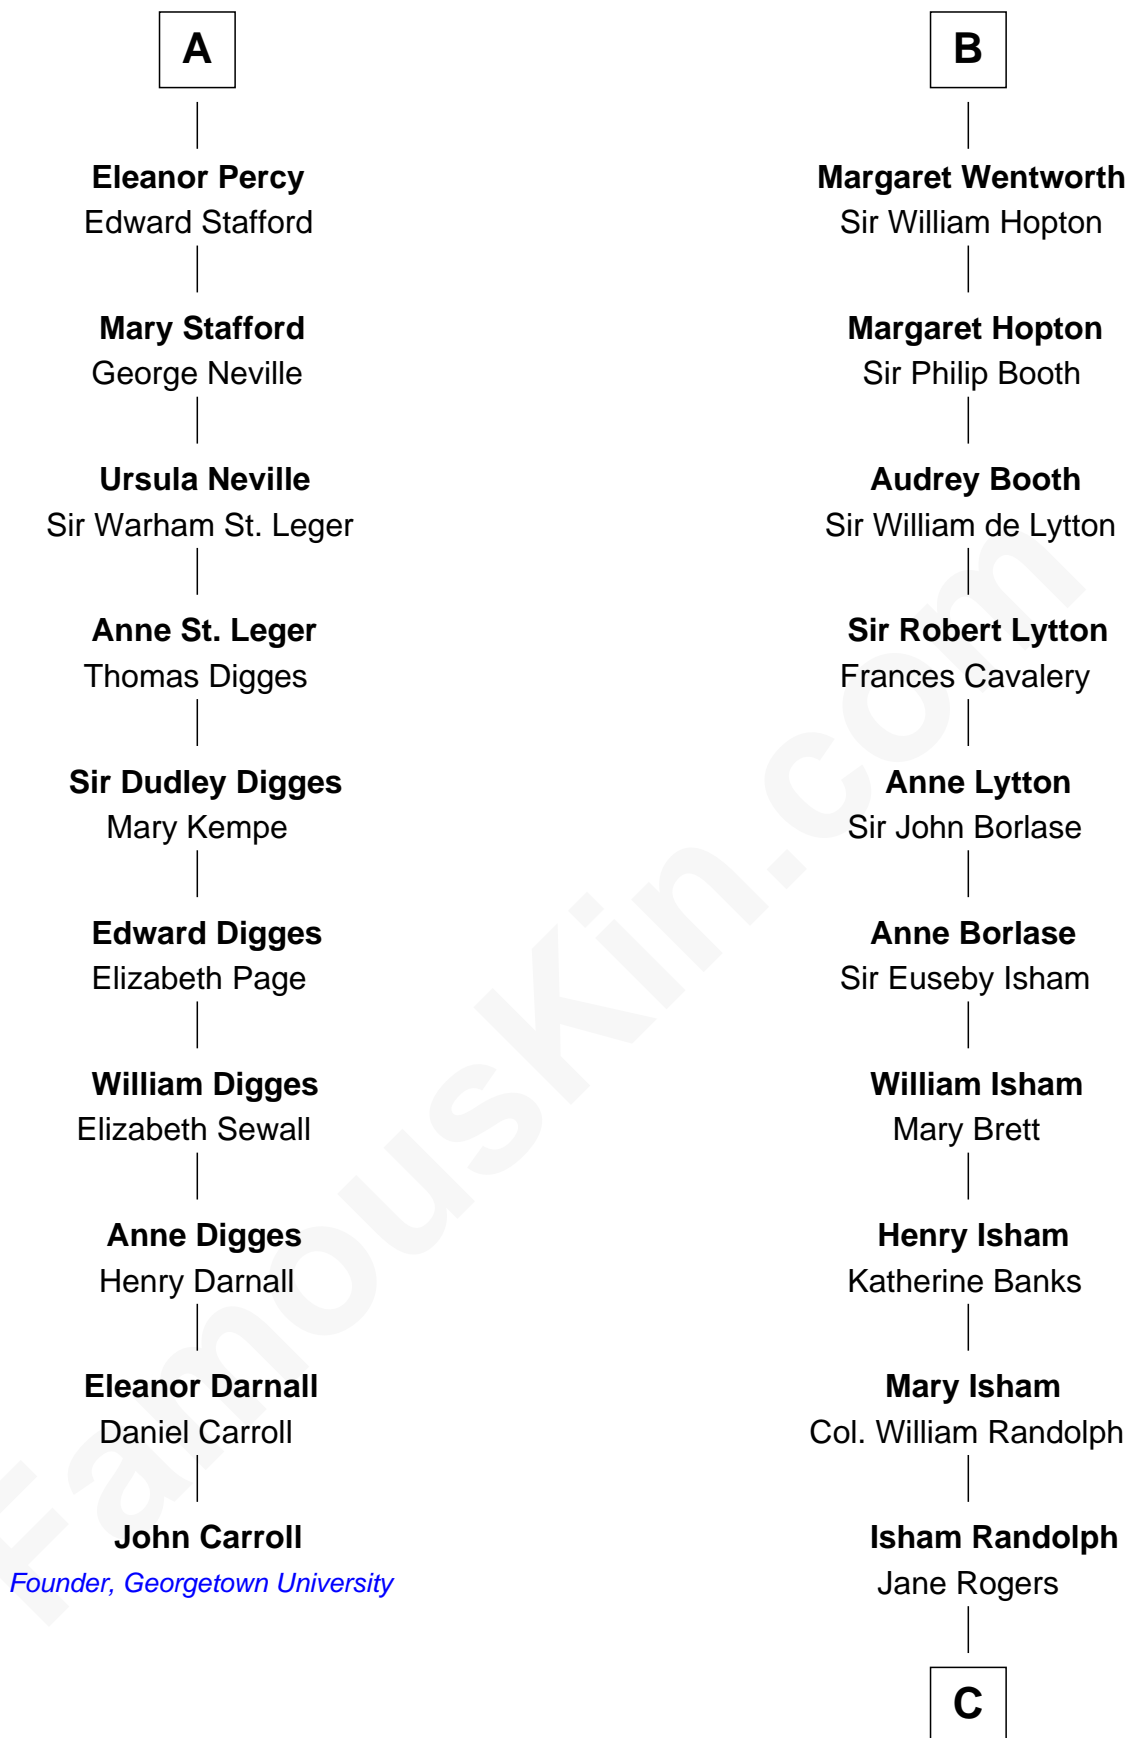 A
Eleanor Percy
Edward Stafford
Mary Stafford
George Neville
Ursula Neville
Sir Warham St. Leger
Anne St. Leger
Thomas Digges
Sir Dudley Digges
Mary Kempe
Edward Digges
Elizabeth Page
William Digges
Elizabeth Sewall
Anne Digges
Henry Darnall
Eleanor Darnall
Daniel Carroll
John Carroll
Founder, Georgetown University
B
Margaret Wentworth
Sir William Hopton
Margaret Hopton
Sir Philip Booth
Audrey Booth
Sir William de Lytton
Sir Robert Lytton
Frances Cavalery
Anne Lytton
Sir John Borlase
Anne Borlase
Sir Euseby Isham
William Isham
Mary Brett
Henry Isham
Katherine Banks
Mary Isham
Col. William Randolph
Isham Randolph
Jane Rogers
C
FamousKin.com